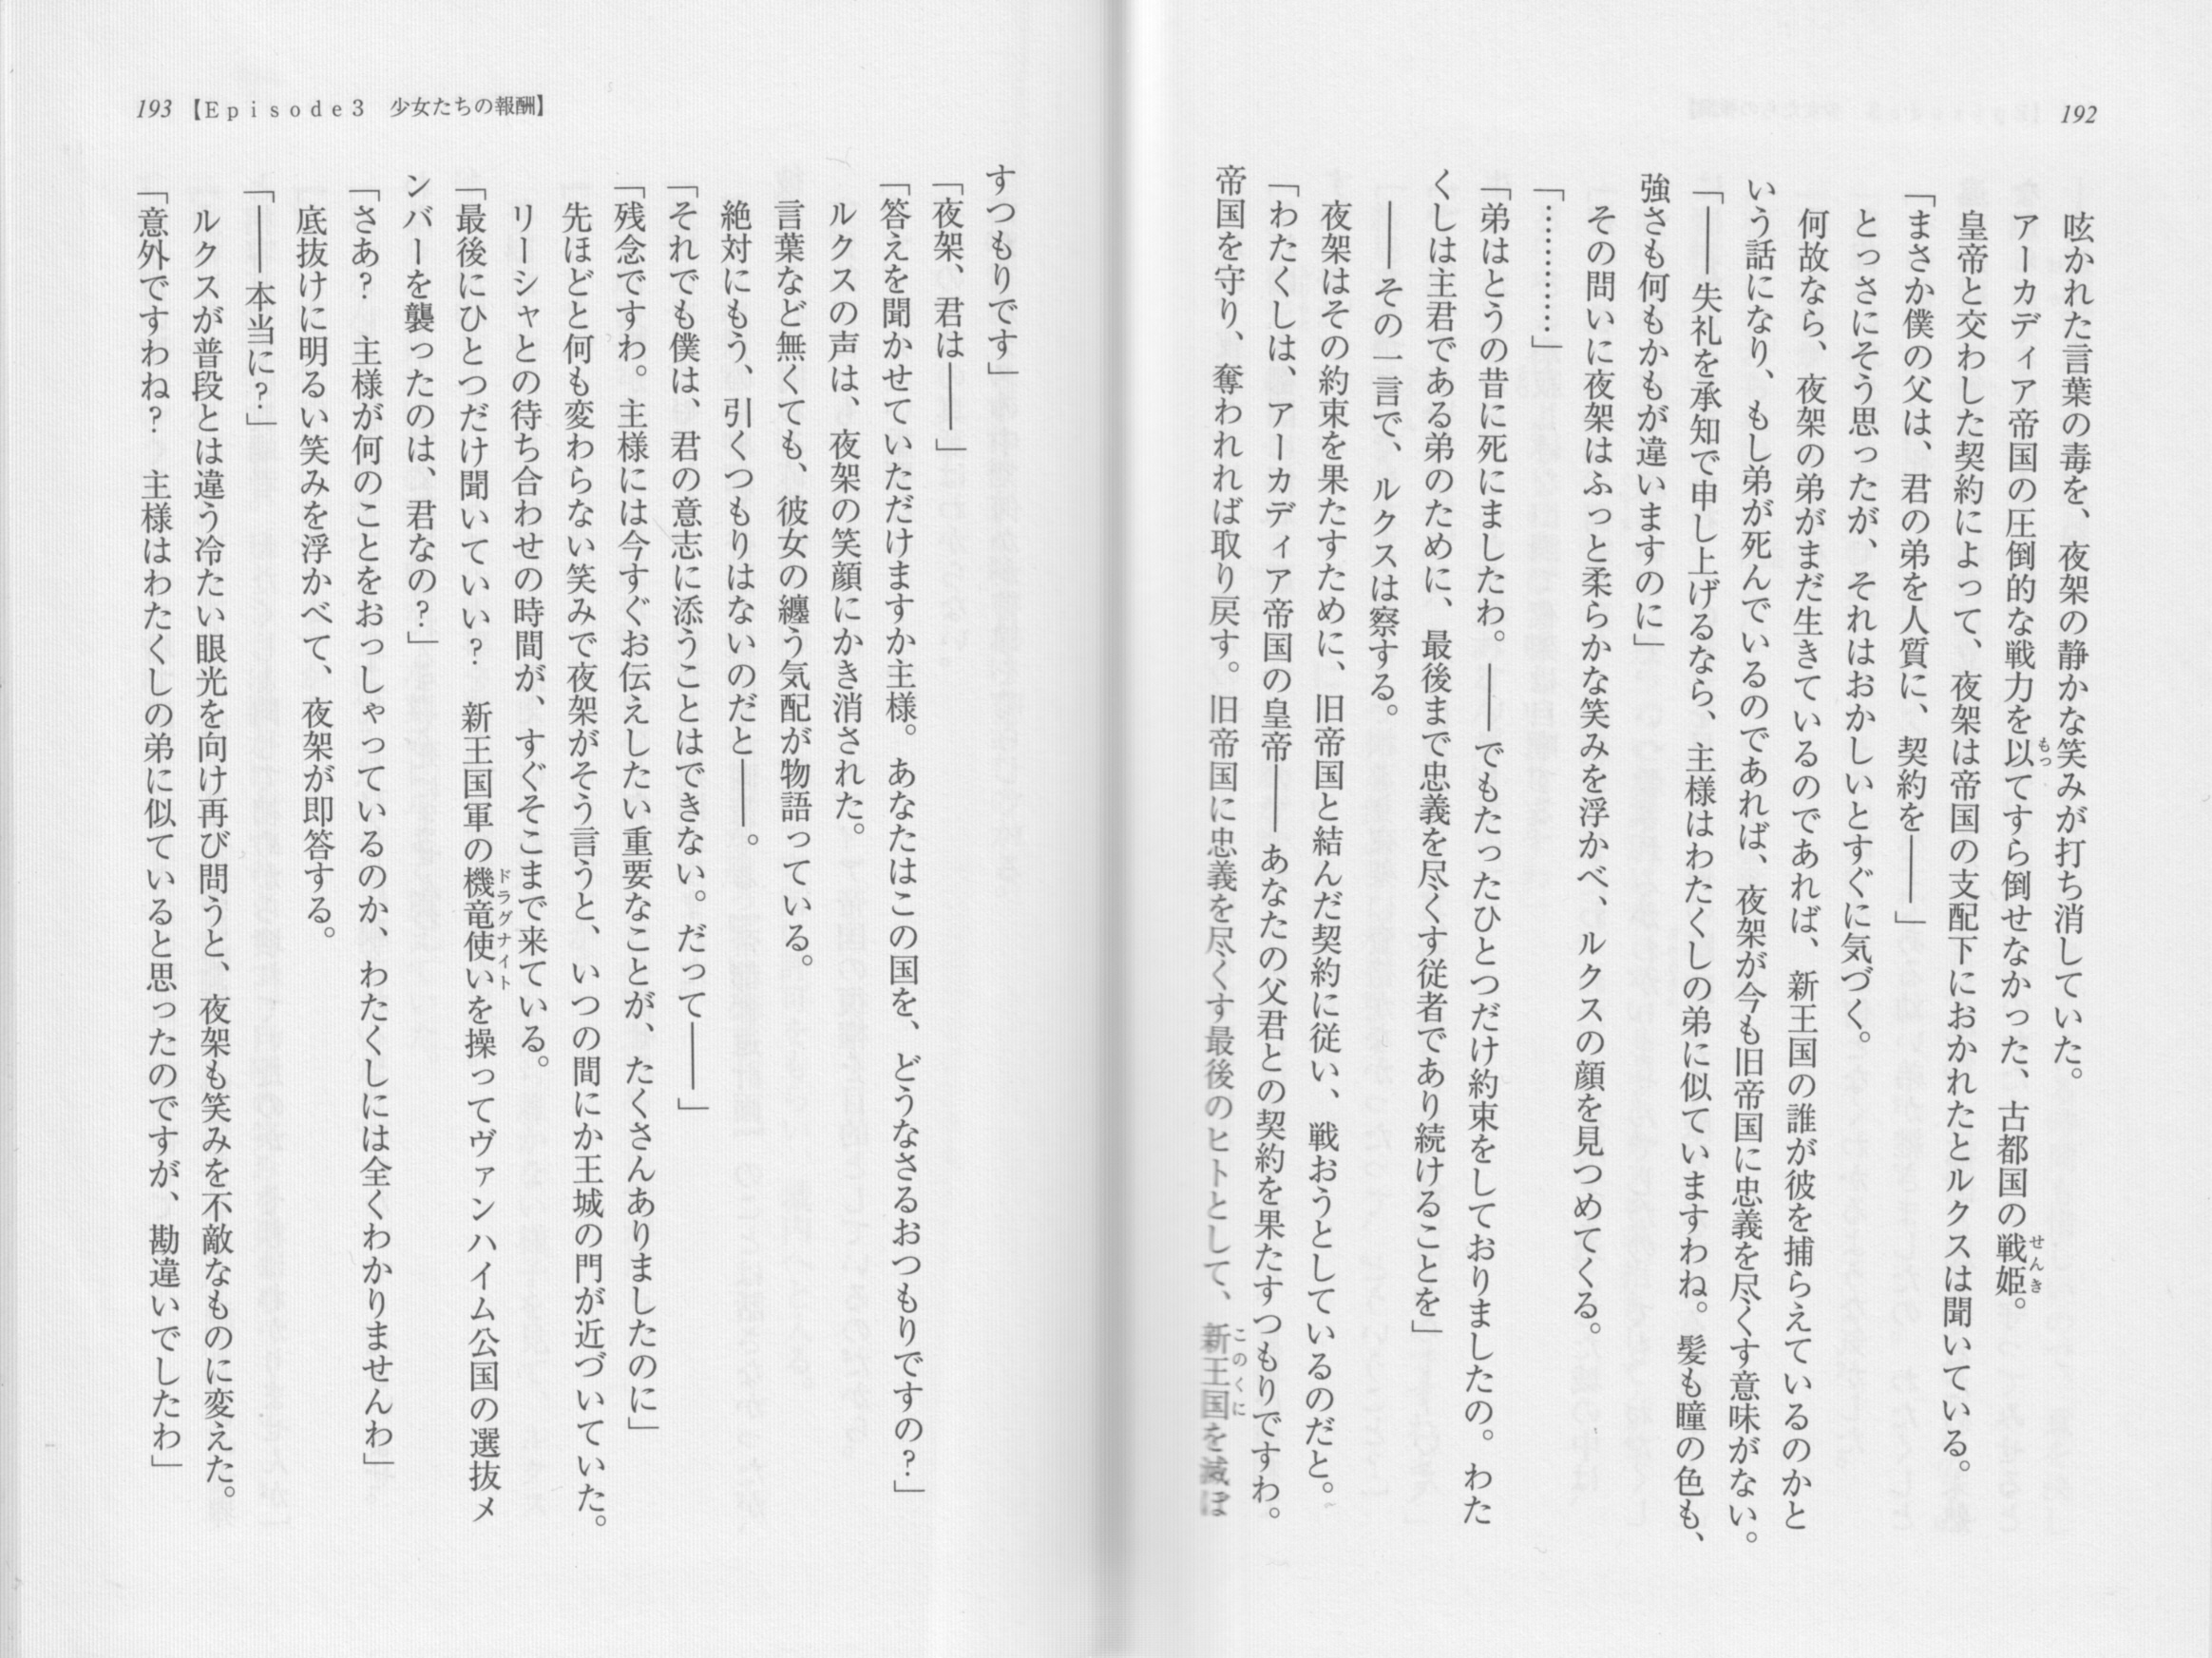 192
呟かれた言葉の毒を、夜架の静かな笑みが打ち消していた。
アーカディア帝国の圧倒的な戦力を以てすら倒せなかった、古都国の戦姫。
もっ
せんき
皇帝と交わした契約によって、夜架は帝国の支配下におかれたとルクスは聞いている。
「まさか僕の父は、君の弟を人質に、契約を――」
とっさにそう思ったが、それはおかしいとすぐに気づく。
何故なら、夜架の弟がまだ生きているのであれば、新王国の誰が彼を捕らえているのかと
いう話になり、もし弟が死んでいるのであれば、夜架が今も旧帝国に忠義を尽くす意味がない。
「――失礼を承知で申し上げるなら、主様はわたくしの弟に似ていますわね。髪も瞳の色も、
強さも何もかもが違いますのに」
その問いに夜架はふっと柔らかな笑みを浮かべ、ルクスの顔を見つめてくる。
「…………」
「弟はとうの昔に死にましたわ。――でもたったひとつだけ約束をしておりましたの。わた
くしは主君である弟のために、最後まで忠義を尽くす従者であり続けることを」
――その一言で、ルクスは察する。
夜架はその約束を果たすために、旧帝国と結んだ契約に従い、戦おうとしているのだと。
「わたくしは、アーカディア帝国の皇帝――あなたの父君との契約を果たすつもりですわ。
帝国を守り、奪われれば取り戻す。旧帝国に忠義を尽くす最後のヒトとして、新王国を滅ぼ
このくに
193【Episode3　少女たちの報酬】
すつもりです」
「夜架、君は――」
「答えを聞かせていただけますか主様。あなたはこの国を、どうなさるおつもりですの？」
ルクスの声は、夜架の笑顔にかき消された。
言葉など無くても、彼女の纏う気配が物語っている。
絶対にもう、引くつもりはないのだと――。
「それでも僕は、君の意志に添うことはできない。だって――」
「残念ですわ。主様には今すぐお伝えしたい重要なことが、たくさんありましたのに」
先ほどと何も変わらない笑みで夜架がそう言うと、いつの間にか王城の門が近づいていた。
リーシャとの待ち合わせの時間が、すぐそこまで来ている。
「最後にひとつだけ聞いていい？　新王国軍の機竜使いを操ってヴァンハイム公国の選抜メ
ドラグナイト
ンバーを襲ったのは、君なの？」
「さあ？　主様が何のことをおっしゃっているのか、わたくしには全くわかりませんわ」
底抜けに明るい笑みを浮かべて、夜架が即答する。
「――本当に？」
ルクスが普段とは違う冷たい眼光を向け再び問うと、夜架も笑みを不敵なものに変えた。
「意外ですわね？　主様はわたくしの弟に似ていると思ったのですが、勘違いでしたわ」